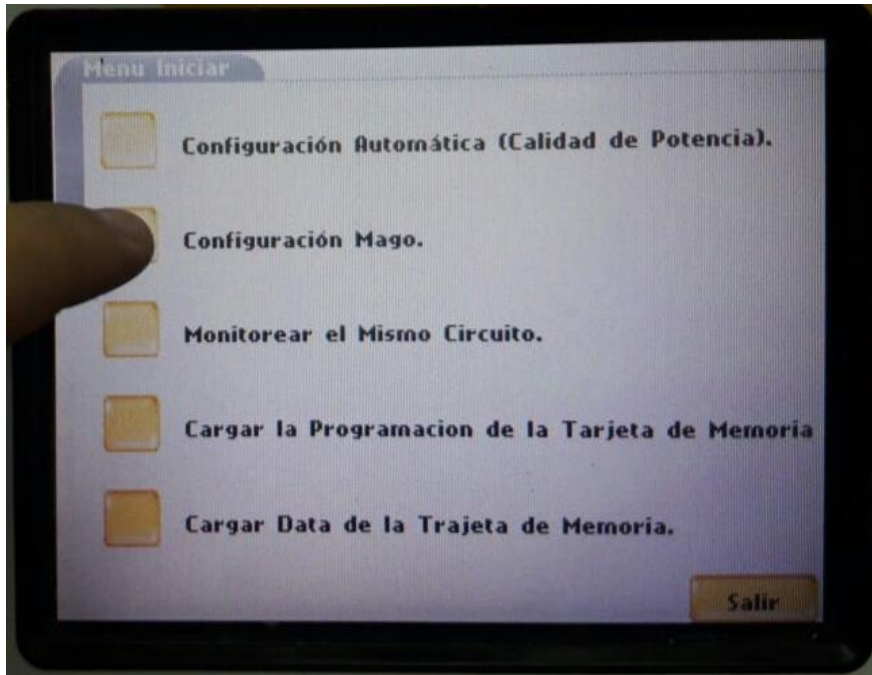 Menu Iniciar
Configuración Automática (Calidad de Potencia).
Configuración Mago.
Monitorear el Mismo Circuito.
Cargar la Programacion de la Tarjeta de Memoria
Cargar Data de la Trajeta de Memoria.
Salir